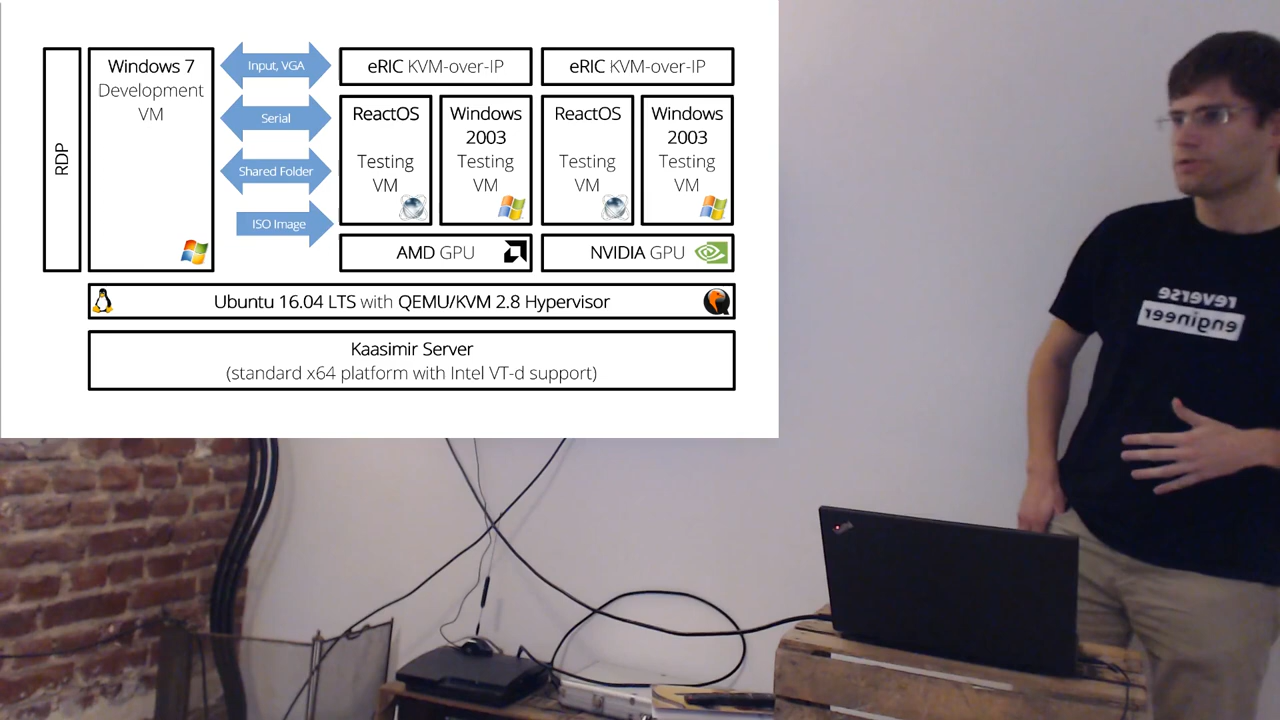 RDP
Windows 7
Development
VM
Input, VGA
Serial
Shared Folder
ISO Image
eRIC KVM-over-IP
eRIC KVM-over-IP
ReactOS
Testing
VM
Windows
2003
Testing
VM
ReactOS
Testing
VM
Windows
2003
Testing
VM
AMD GPU
NVIDIA GPU
Ubuntu 16.04 LTS with QEMU/KVM 2.8 Hypervisor
Kaasimir Server
(standard x64 platform with Intel VT-d support)
reverse
engineer